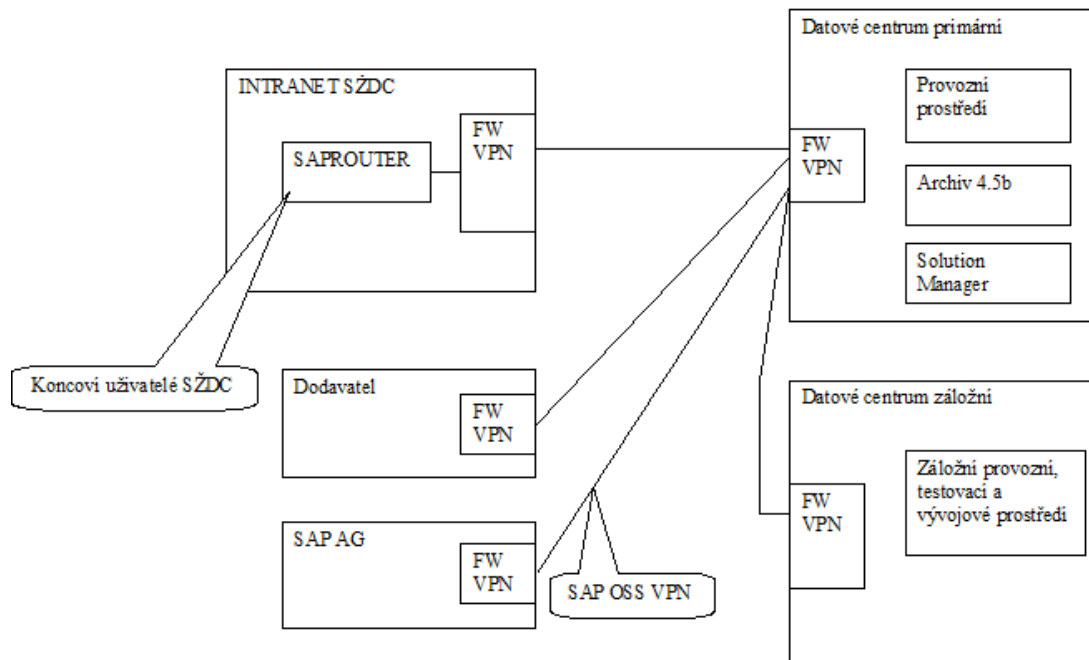 INTRANET SŽDC
SAPROUTER
FW
VPN
Koncoví uživatelé SŽDC
Dodavatel
FW
VPN
SAP AG
FW
VPN
SAP OSS VPN
Datové centrum primární
FW
VPN
Provozní
prostředí
Archiv 4.5b
Solution
Manager
Datové centrum záložní
FW
VPN
Záložní provozní,
testovací a
vývojové prostředí